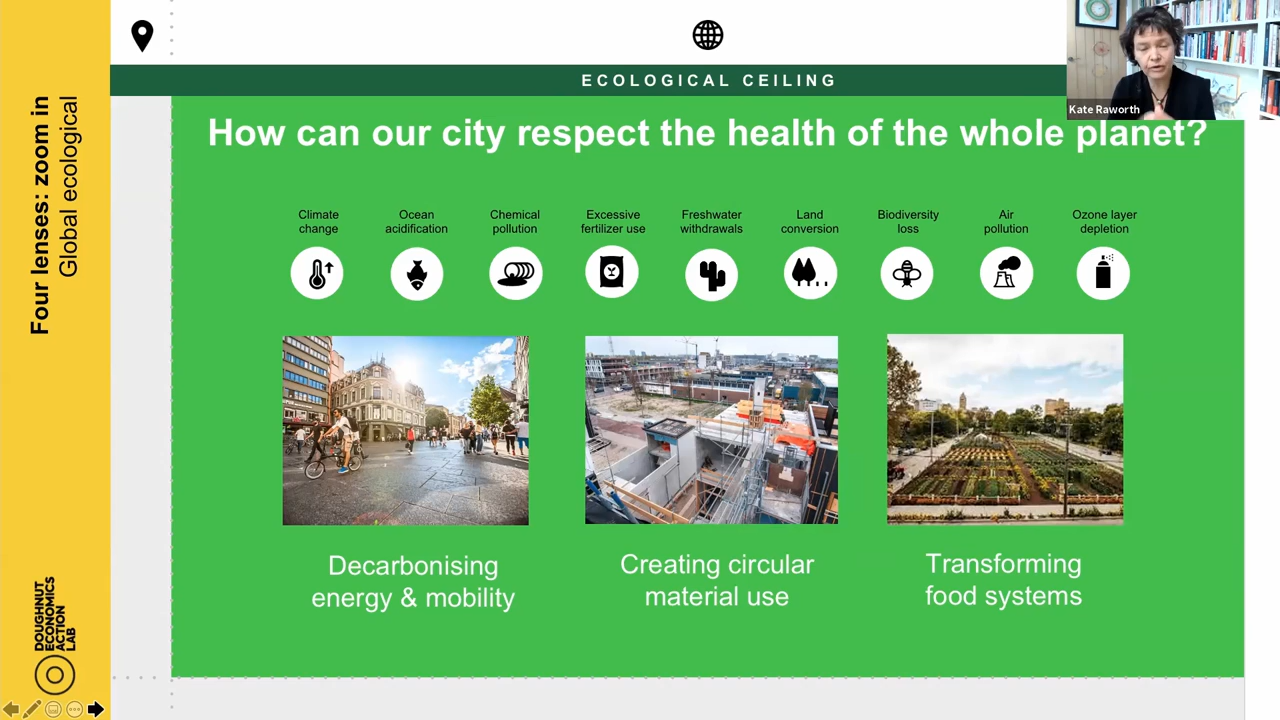 Four lenses: zoom in
Global ecological
ECOLOGICAL CEILING
Kate Raworth
How can our city respect the health of the whole planet?
Climate
change
Ocean
acidification
Chemical
pollution
Excessive
fertilizer use
Freshwater
withdrawals
Land
conversion
Biodiversity
loss
Air
pollution
Ozone layer
depletion
Decarbonising
energy & mobility
Creating circular
material use
Transforming
food systems
DOUGHNUT
ECONOMICS
ACTION
LAB